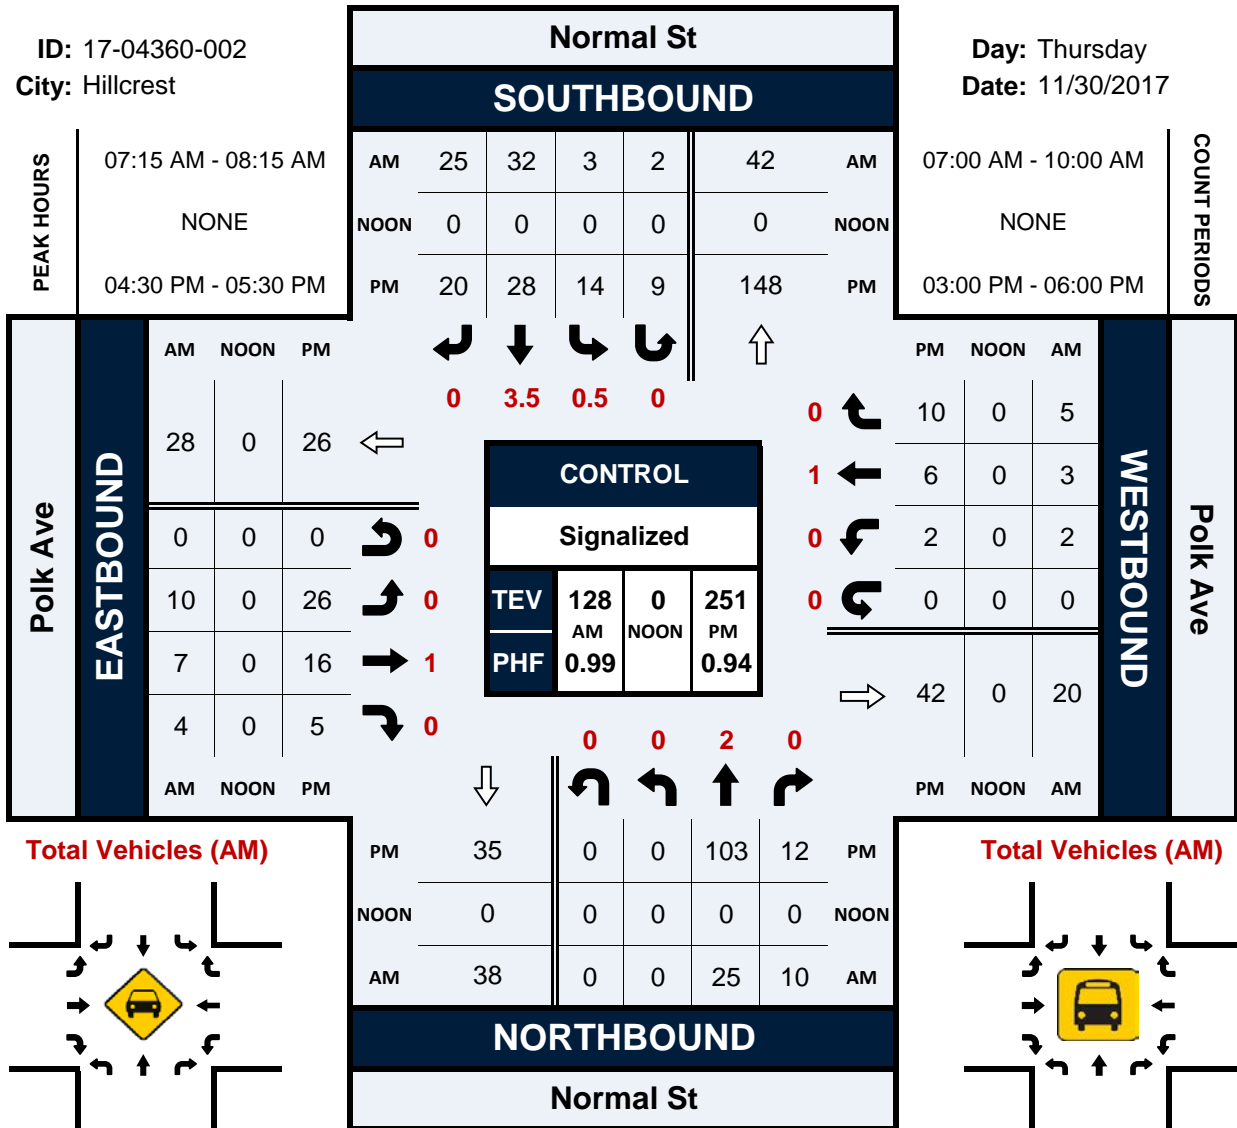 ID: 17-04360-002
City: Hillcrest
Normal St
SOUTHBOUND
Day: Thursday
Date: 11/30/2017
PEAK HOURS
07:15 AM - 08:15 AM
NONE
04:30 PM - 05:30 PM
AM 25 32 3 2 42 AM
NOON 0 0 0 0 0 NOON
PM 20 28 14 9 148 PM
07:00 AM - 10:00 AM
NONE
03:00 PM - 06:00 PM
COUNT PERIODS
0 3.5 0.5 0
Polk Ave
EASTBOUND
AM NOON PM
28 0 26
0 0 0 0
10 0 26 0
7 0 16 1
4 0 5 0
AM NOON PM
CONTROL
Signalized
TEV 128 0 251
AM NOON PM
PHF 0.99 0.94
PM NOON AM
0 10 0 5
1 6 0 3
0 2 0 2
0 0 0 0
42 0 20
PM NOON AM
WESTBOUND
Polk Ave
0 0 2 0
PM 35 0 0 103 12 PM
NOON 0 0 0 0 0 NOON
AM 38 0 0 25 10 AM
NORTHBOUND
Normal St
Total Vehicles (AM)
Total Vehicles (AM)